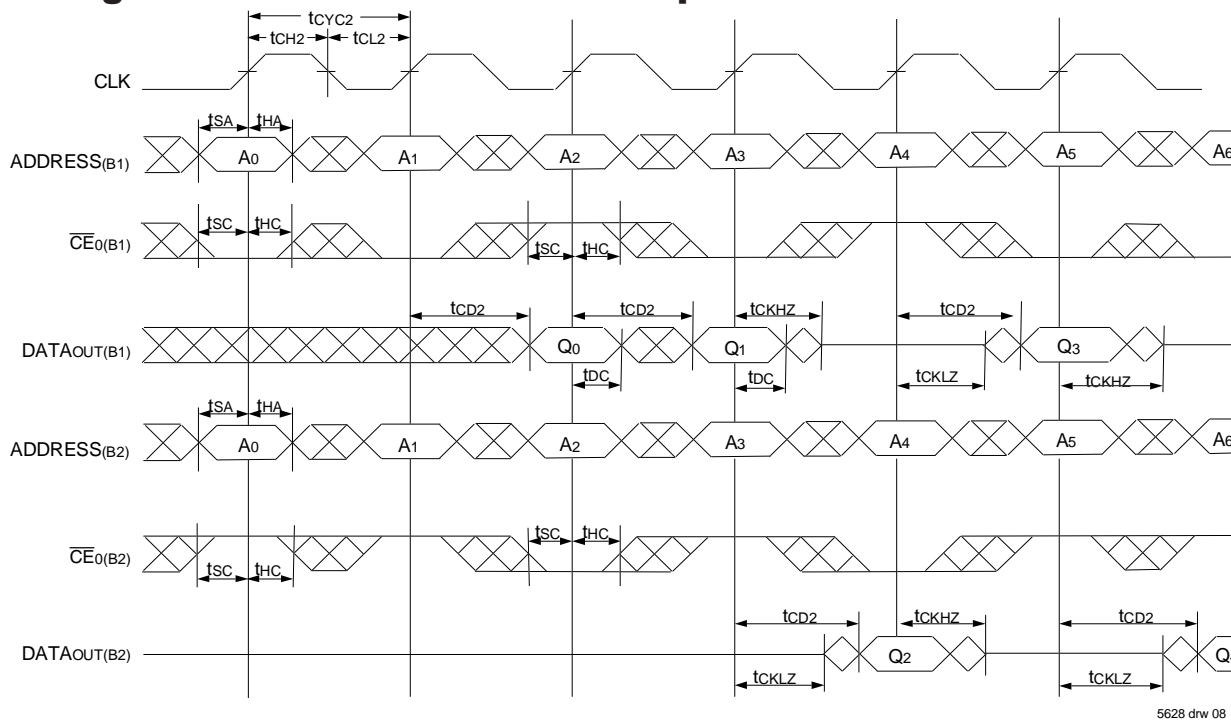 tCYC2
tCH2 tCL2
CLK
tSA tHA
ADDRESS(B1) A0 A1 A2 A3 A4 A5 A6
tSC tHC
CE0(B1)
tSC tHC
tCD2 tCD2 tCKHZ tCD2
DATAOUT(B1) Q0 Q1 Q3
tDC tDC tCKLZ tCKHZ
tSA tHA
ADDRESS(B2) A0 A1 A2 A3 A4 A5 A6
tSC tHC
CE0(B2)
tSC tHC
tCD2 tCKHZ tCD2
DATAOUT(B2) Q2
tCKLZ tCKLZ
5628 drw 08